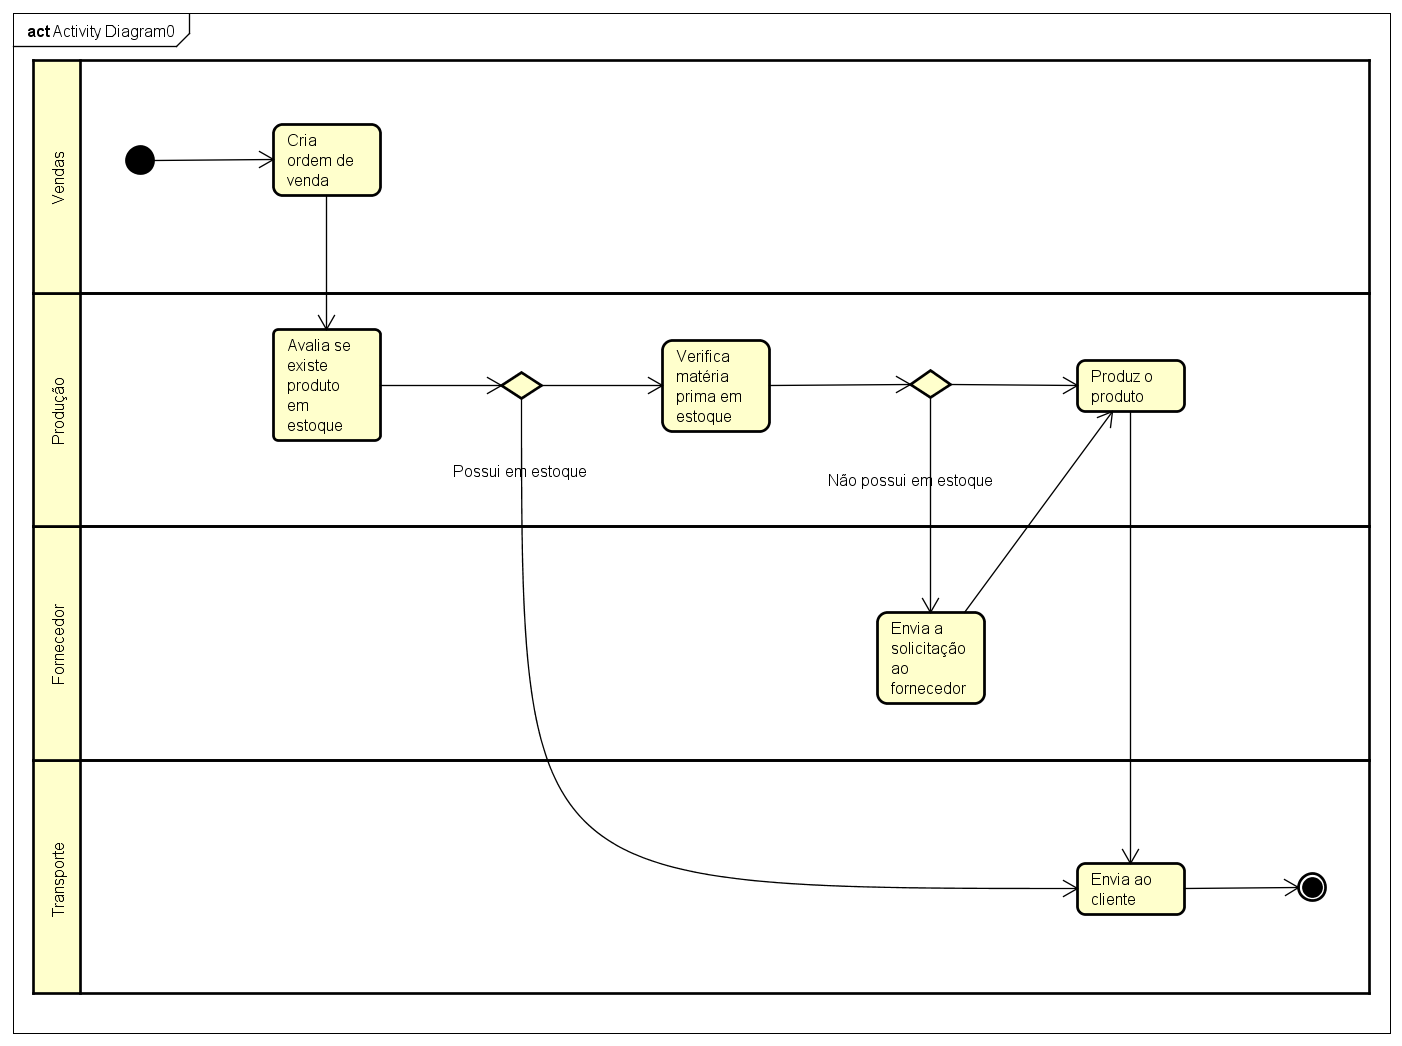 act Activity Diagram0
Vendas
Cria
ordem de
venda
Produção
Avalia se
existe
produto
em
estoque
Verifica
matéria
prima em
estoque
Produz o
produto
Possui em estoque
Não possui em estoque
Fornecedor
Envia a
solicitação
ao
fornecedor
Transporte
Envia ao
cliente